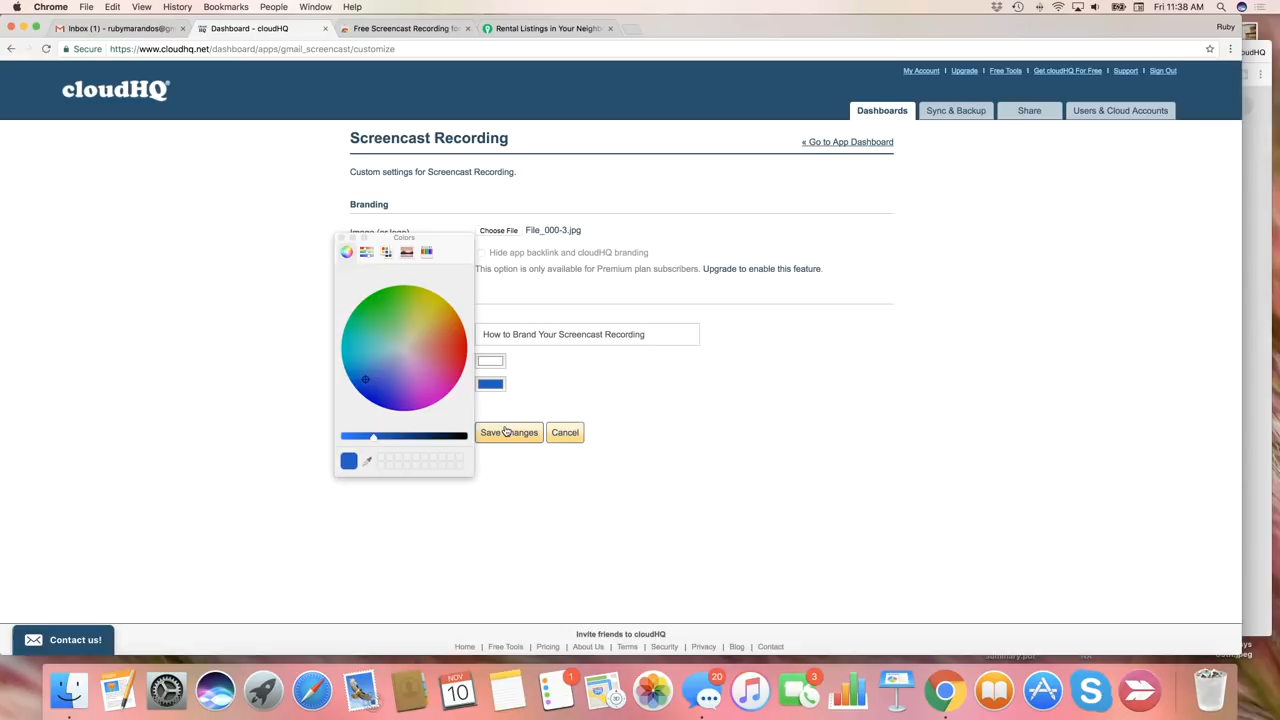 Chrome File Edit View History Bookmarks People Window Help Fri 11:38 AM
Inbox (1) - rubymarandos@gm Dashboard - cloudHQ Free Screencast Recording for Rental Listings in Your Neighb Ruby
Secure https://www.cloudhq.net/dashboard/apps/gmail_screencast/customize
cloudHQ
My Account Upgrade Free Tools Get cloudHQ For Free Support Sign Out
Dashboards Sync & Backup Share Users & Cloud Accounts
Screencast Recording
« Go to App Dashboard
Custom settings for Screencast Recording.
Branding
Image (or logo) Choose File File_000-3.jpg
Colors
Hide app backlink and cloudHQ branding
This option is only available for Premium plan subscribers. Upgrade to enable this feature.
How to Brand Your Screencast Recording
Save Changes Cancel
Invite friends to cloudHQ
Contact us!
Home Free Tools Pricing About Us Terms Security Privacy Blog Contact
summary.pdf
NOV
10
1
20
3